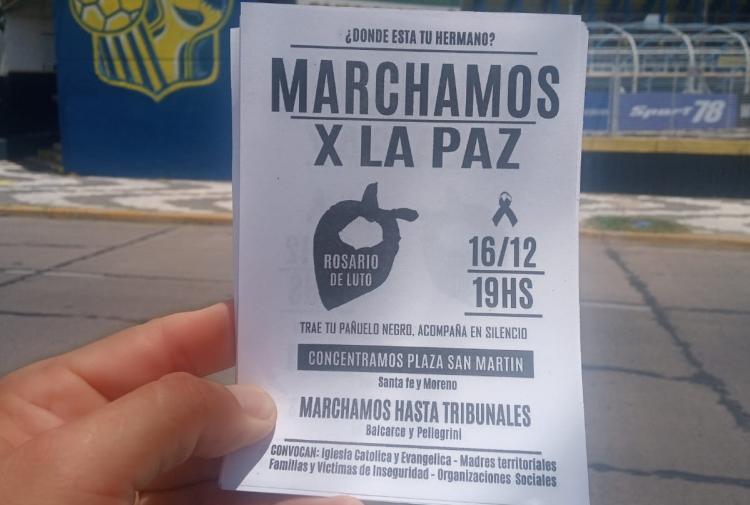 ¿DONDE ESTA TU HERMANO?
MARCHAMOS
X LA PAZ
ROSARIO
DE LUTO
16/12
19HS
TRAE TU PAÑUELO NEGRO, ACOMPAÑA EN SILENCIO
CONCENTRAMOS PLAZA SAN MARTIN
Santa fe y Moreno
MARCHAMOS HASTA TRIBUNALES
Balcarce y Pellegrini
CONVOCAN: Iglesia Catolica y Evangelica - Madres territoriales
Familias y Victimas de Inseguridad - Organizaciones Sociales
Sport 78